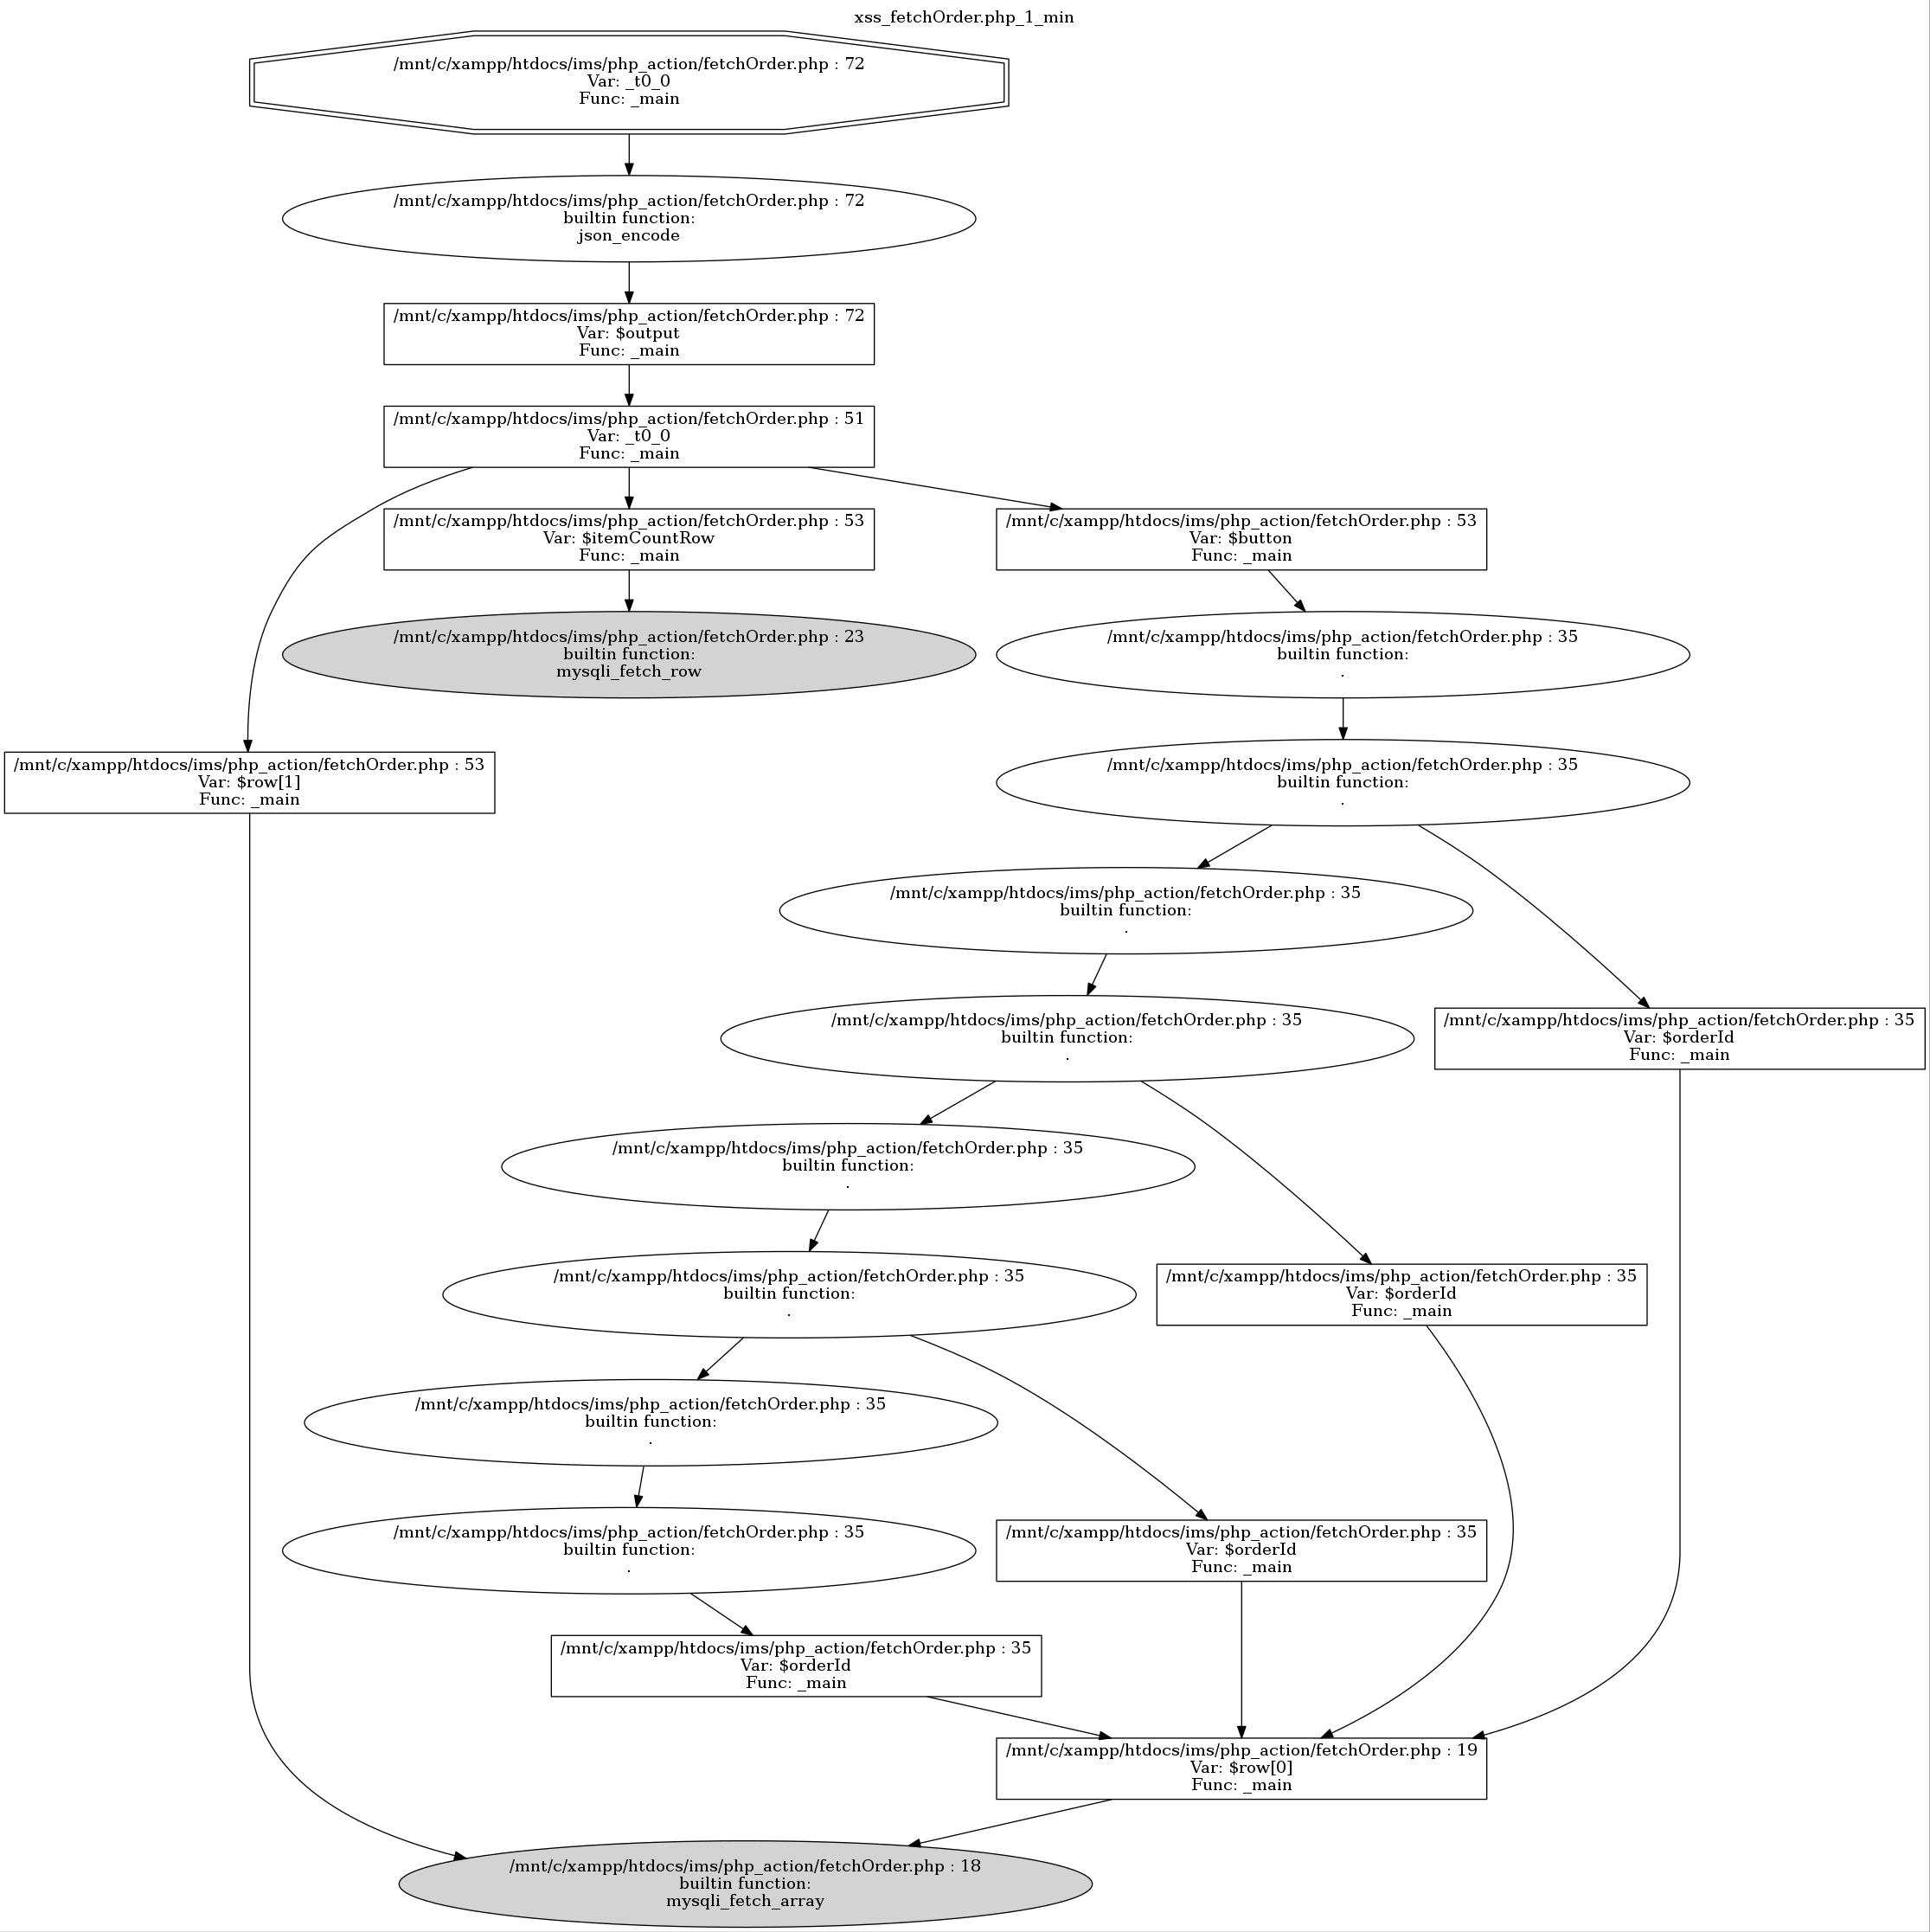 xss_fetchOrder.php_1_min
/mnt/c/xampp/htdocs/ims/php_action/fetchOrder.php : 72
Var: _t0_0
Func: _main
/mnt/c/xampp/htdocs/ims/php_action/fetchOrder.php : 72
builtin function:
json_encode
/mnt/c/xampp/htdocs/ims/php_action/fetchOrder.php : 72
Var: $output
Func: _main
/mnt/c/xampp/htdocs/ims/php_action/fetchOrder.php : 51
Var: _t0_0
Func: _main
/mnt/c/xampp/htdocs/ims/php_action/fetchOrder.php : 53
Var: $itemCountRow
Func: _main
/mnt/c/xampp/htdocs/ims/php_action/fetchOrder.php : 53
Var: $button
Func: _main
/mnt/c/xampp/htdocs/ims/php_action/fetchOrder.php : 23
builtin function:
mysqli_fetch_row
/mnt/c/xampp/htdocs/ims/php_action/fetchOrder.php : 35
builtin function:
.
/mnt/c/xampp/htdocs/ims/php_action/fetchOrder.php : 53
Var: $row[1]
Func: _main
/mnt/c/xampp/htdocs/ims/php_action/fetchOrder.php : 35
builtin function:
.
/mnt/c/xampp/htdocs/ims/php_action/fetchOrder.php : 35
builtin function:
.
/mnt/c/xampp/htdocs/ims/php_action/fetchOrder.php : 35
builtin function:
.
/mnt/c/xampp/htdocs/ims/php_action/fetchOrder.php : 35
Var: $orderId
Func: _main
/mnt/c/xampp/htdocs/ims/php_action/fetchOrder.php : 35
builtin function:
.
/mnt/c/xampp/htdocs/ims/php_action/fetchOrder.php : 35
builtin function:
.
/mnt/c/xampp/htdocs/ims/php_action/fetchOrder.php : 35
Var: $orderId
Func: _main
/mnt/c/xampp/htdocs/ims/php_action/fetchOrder.php : 35
builtin function:
.
/mnt/c/xampp/htdocs/ims/php_action/fetchOrder.php : 35
builtin function:
.
/mnt/c/xampp/htdocs/ims/php_action/fetchOrder.php : 35
Var: $orderId
Func: _main
/mnt/c/xampp/htdocs/ims/php_action/fetchOrder.php : 35
Var: $orderId
Func: _main
/mnt/c/xampp/htdocs/ims/php_action/fetchOrder.php : 19
Var: $row[0]
Func: _main
/mnt/c/xampp/htdocs/ims/php_action/fetchOrder.php : 18
builtin function:
mysqli_fetch_array